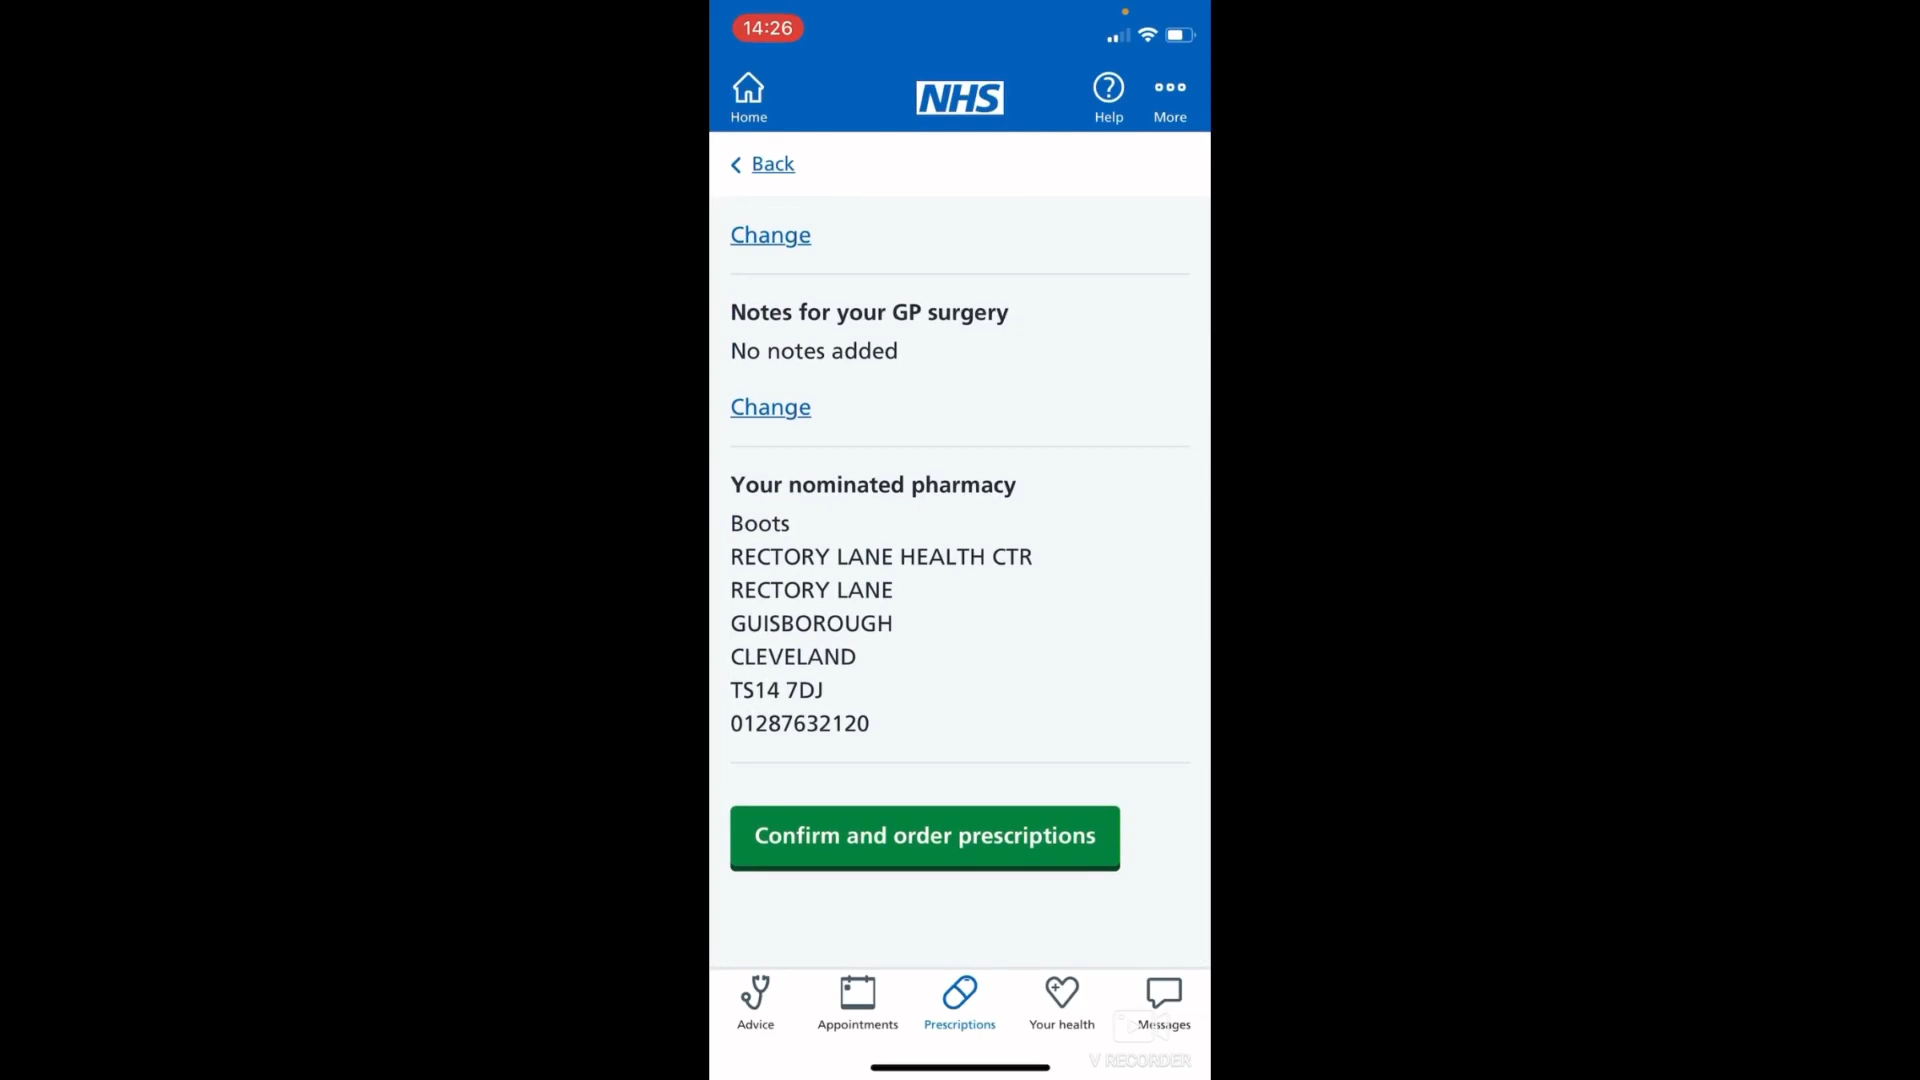 14:26
Home
NHS
Help
More
Back
Change
Notes for your GP surgery
No notes added
Change
Your nominated pharmacy
Boots
RECTORY LANE HEALTH CTR
RECTORY LANE
GUISBOROUGH
CLEVELAND
TS14 7DJ
01287632120
Confirm and order prescriptions
Advice
Appointments
Prescriptions
Your health
Messages
V RECORDER